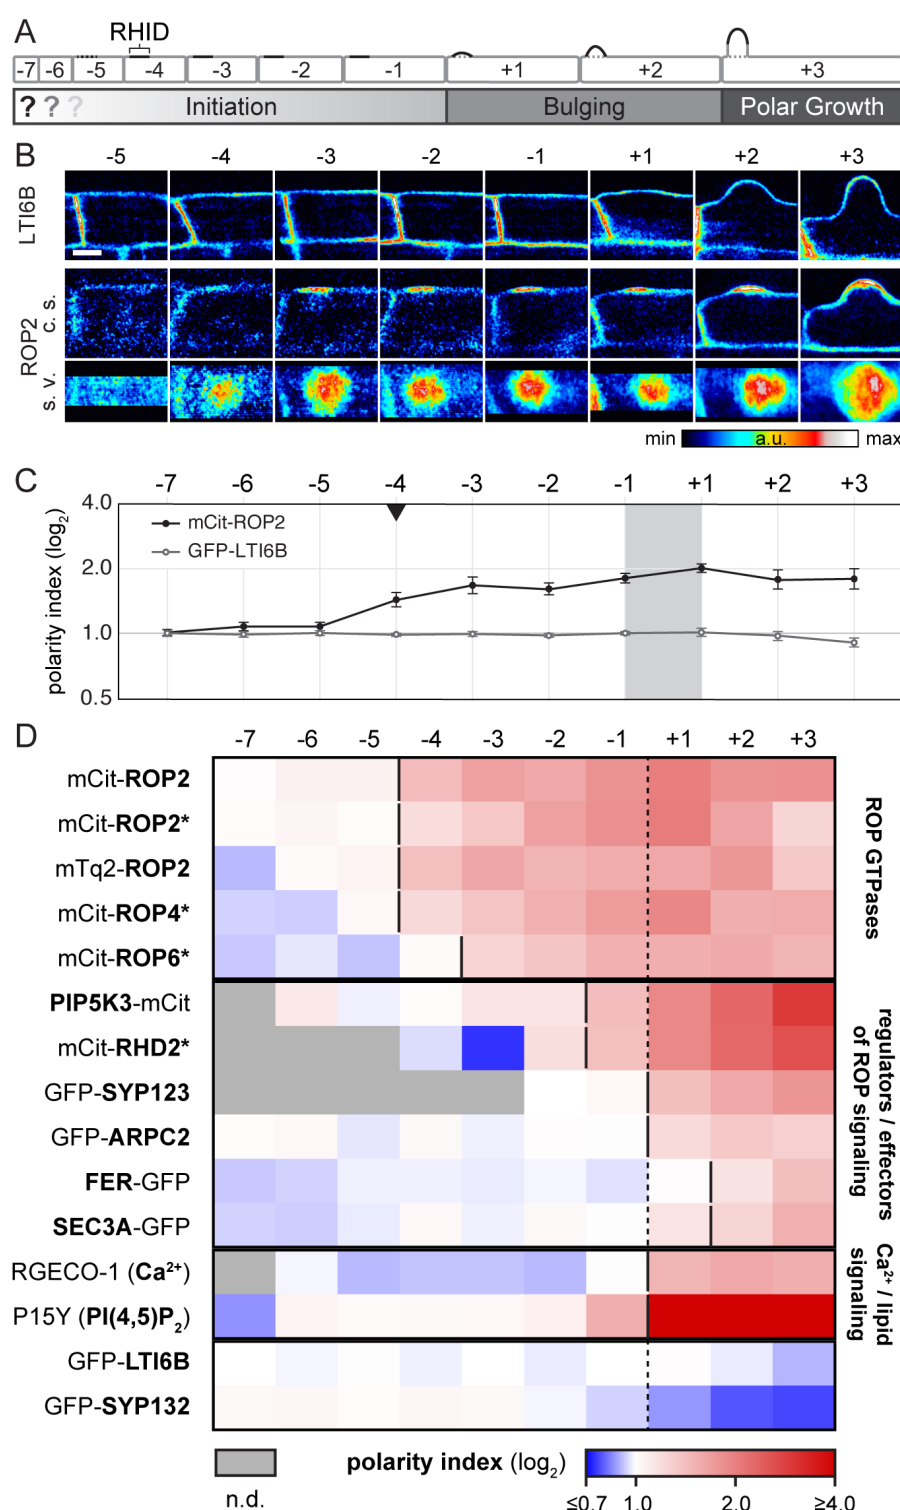 A
RHID
-7 -6 -5 -4 -3 -2 -1 +1 +2 +3
? ? ? Initiation Bulging Polar Growth
B
-5 -4 -3 -2 -1 +1 +2 +3
LTI6B
ROP2
c. s.
s. v.
min a.u. max
C
-7 -6 -5 -4 -3 -2 -1 +1 +2 +3
polarity index (log2)
4.0
2.0
1.0
0.5
mCit-ROP2
GFP-LTI6B
D
-7 -6 -5 -4 -3 -2 -1 +1 +2 +3
mCit-ROP2
mCit-ROP2*
mTq2-ROP2
mCit-ROP4*
mCit-ROP6*
ROP GTPases
PIP5K3-mCit
mCit-RHD2*
GFP-SYP123
GFP-ARPC2
FER-GFP
SEC3A-GFP
regulators / effectors
of ROP signaling
RGECO-1 (Ca²⁺)
P15Y (PI(4,5)P₂)
Ca²⁺ / lipid
signaling
GFP-LTI6B
GFP-SYP132
n.d.
polarity index (log₂)
≤0.7 1.0 2.0 ≥4.0